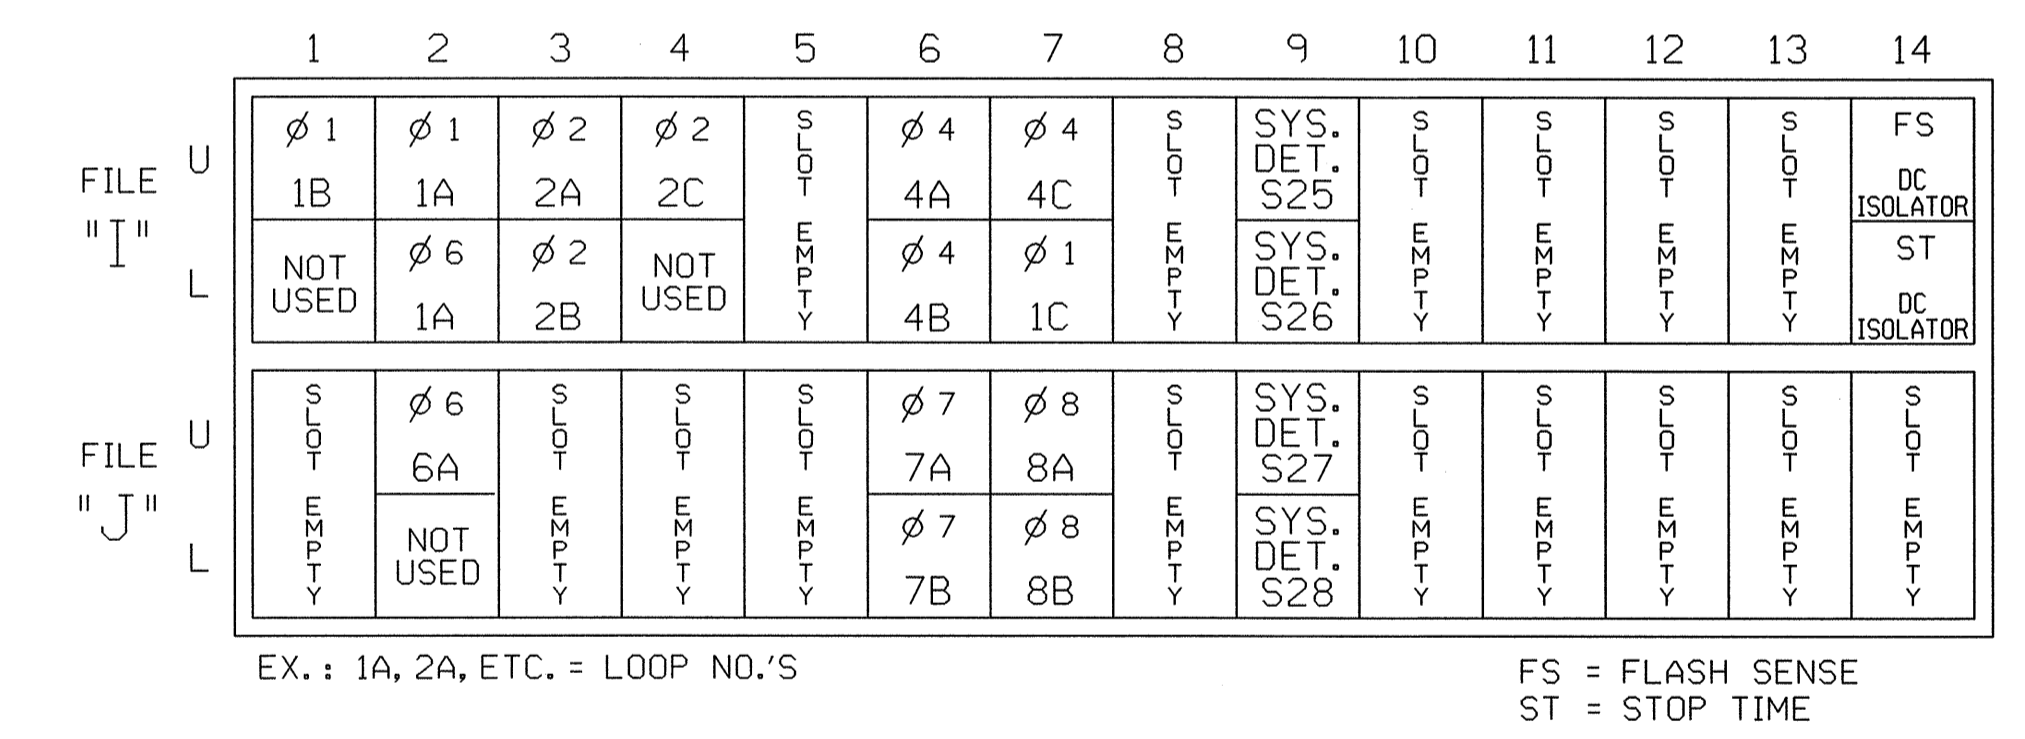 1 2 3 4 5 6 7 8 9 10 11 12 13 14
FILE "I"
U
Ø 1 1B
Ø 1 1A
Ø 2 2A
Ø 2 2C
SLOT EMPTY
Ø 4 4A
Ø 4 4C
SLOT EMPTY
SYS. DET. S25
SLOT EMPTY
SLOT EMPTY
SLOT EMPTY
SLOT EMPTY
FS DC ISOLATOR
L
NOT USED
Ø 6 1A
Ø 2 2B
NOT USED
Ø 4 4B
Ø 1 1C
SYS. DET. S26
ST DC ISOLATOR
FILE "J"
U
SLOT EMPTY
Ø 6 6A
SLOT EMPTY
SLOT EMPTY
SLOT EMPTY
Ø 7 7A
Ø 8 8A
SLOT EMPTY
SYS. DET. S27
SLOT EMPTY
SLOT EMPTY
SLOT EMPTY
SLOT EMPTY
SLOT EMPTY
L
NOT USED
Ø 7 7B
Ø 8 8B
SYS. DET. S28
EX.: 1A, 2A, ETC. = LOOP NO.'S
FS = FLASH SENSE
ST = STOP TIME